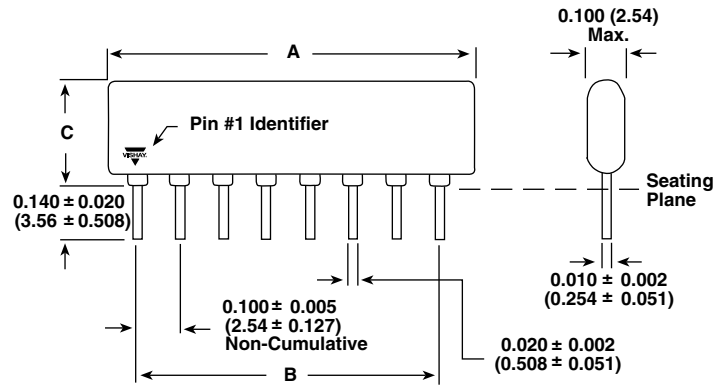 0.100 (2.54)
Max.
A
C
Pin #1 Identifier
VISHAY
0.140 ± 0.020
(3.56 ± 0.508)
Seating
Plane
0.100 ± 0.005
(2.54 ± 0.127)
Non-Cumulative
0.010 ± 0.002
(0.254 ± 0.051)
0.020 ± 0.002
(0.508 ± 0.051)
B